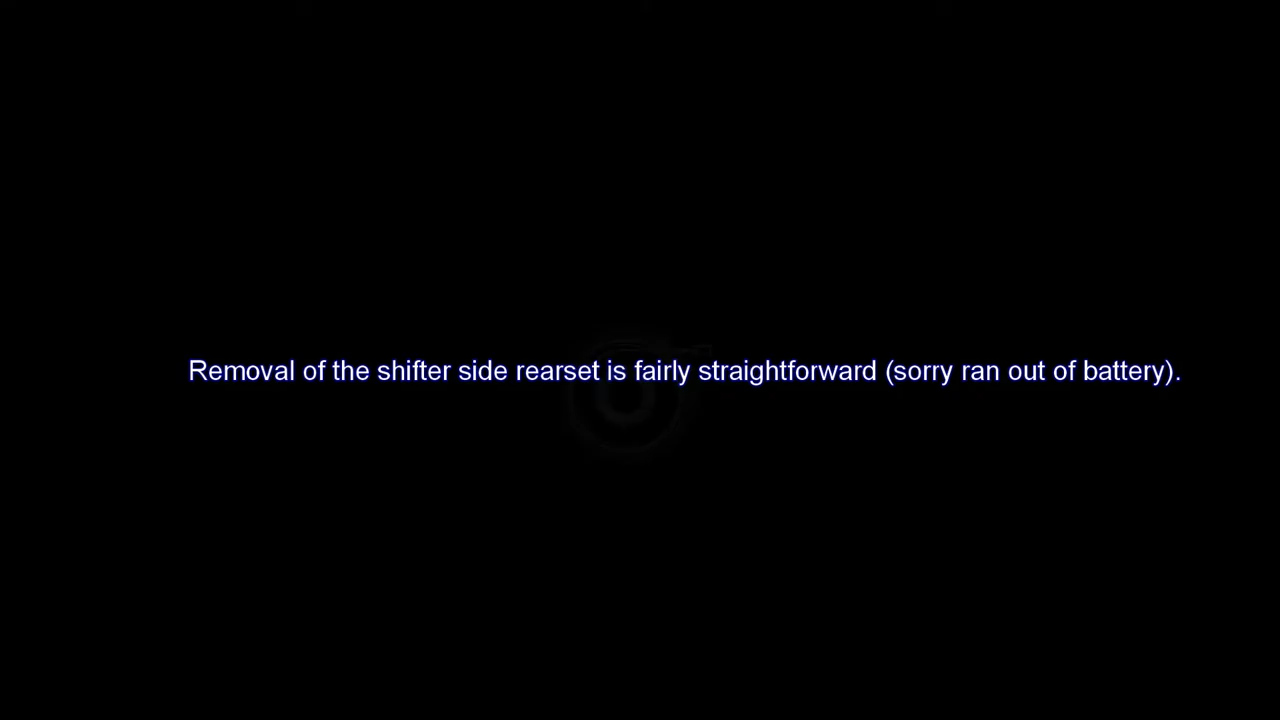 Removal of the shifter side rearset is fairly straightforward (sorry ran out of battery).